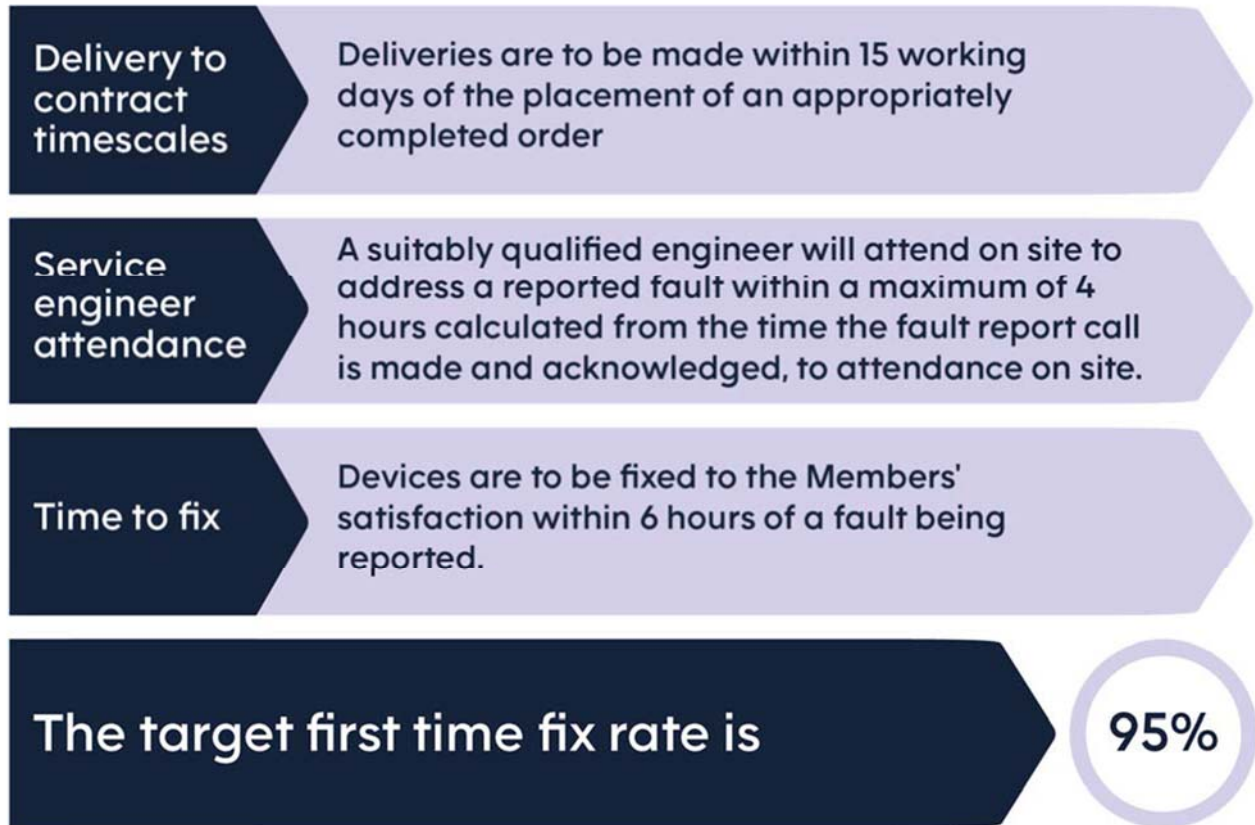 Delivery to
contract
timescales
Deliveries are to be made within 15 working
days of the placement of an appropriately
completed order
Service
engineer
attendance
A suitably qualified engineer will attend on site to
address a reported fault within a maximum of 4
hours calculated from the time the fault report call
is made and acknowledged, to attendance on site.
Time to fix
Devices are to be fixed to the Members'
satisfaction within 6 hours of a fault being
reported.
The target first time fix rate is
95%